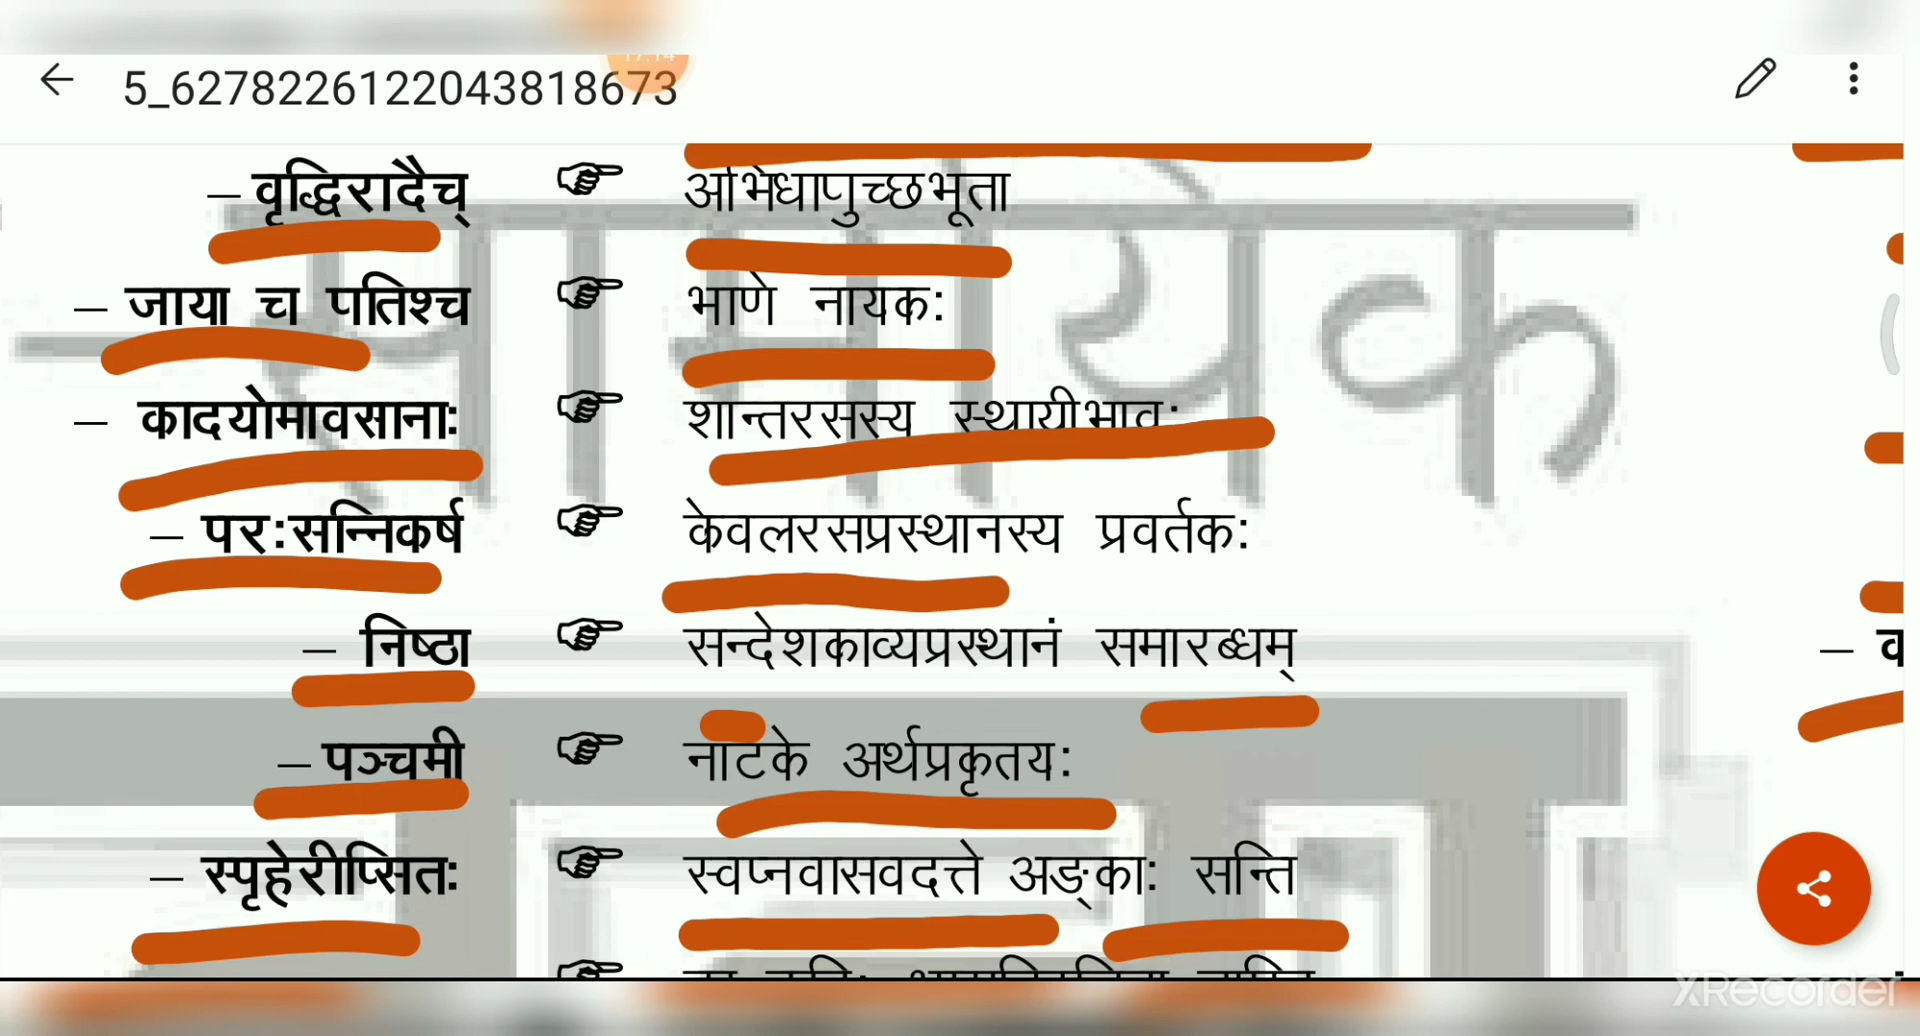 5_6278226122043818673
– वृद्धिरादैच् ☞ अभिधापुच्छभूता
– जाया च पतिश्च ☞ भाणे नायकः
– कादयोमावसानाः ☞ शान्तरसस्य स्थायीभावः
– परःसन्निकर्ष ☞ केवलरसप्रस्थानस्य प्रवर्तकः
– निष्ठा ☞ सन्देशकाव्यप्रस्थानं समारब्धम्
– पञ्चमी ☞ नाटके अर्थप्रकृतयः
– स्पृहेरीप्सितः ☞ स्वप्नवासवदत्ते अङ्काः सन्ति
XRecorder